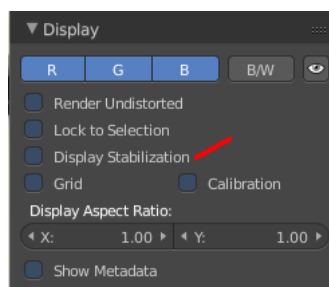 Display
R G B B/W
Render Undistorted
Lock to Selection
Display Stabilization
Grid Calibration
Display Aspect Ratio:
X: 1.00 Y: 1.00
Show Metadata